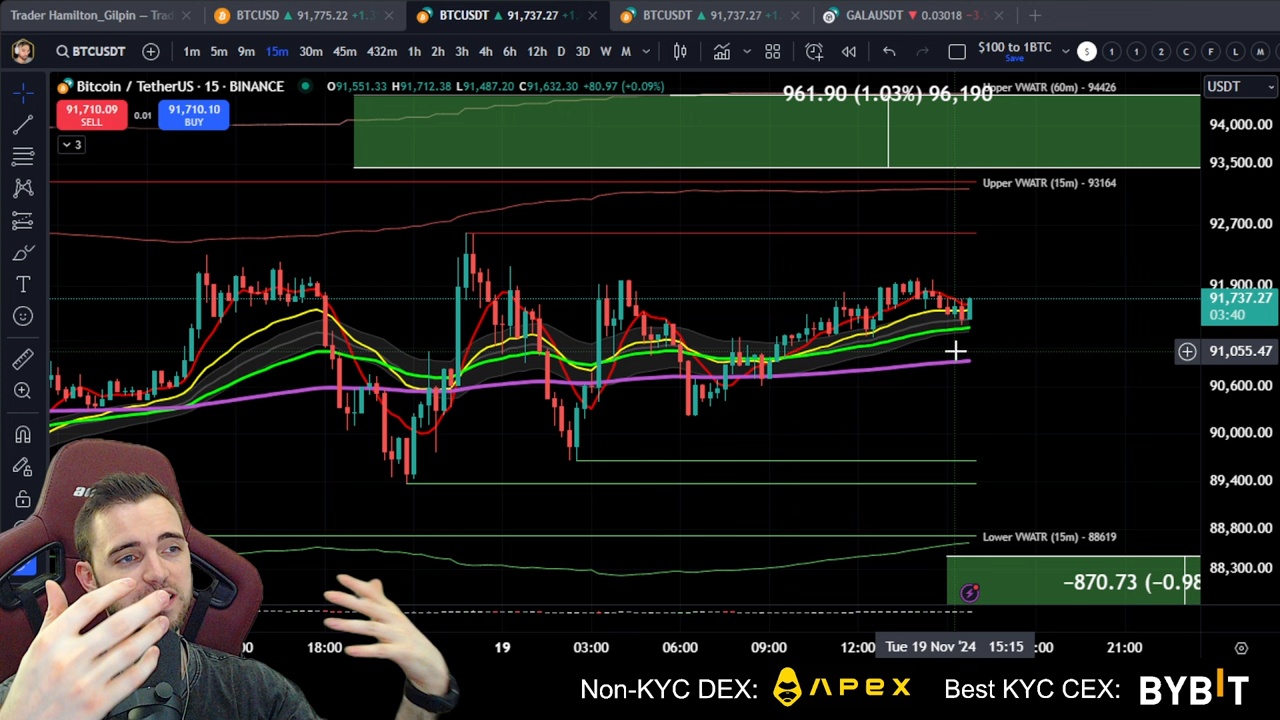 Trader Hamilton_Gilpin — Trad
BTCUSD ▲ 91,775.22 +1.3
BTCUSDT ▲ 91,737.27 +1.
BTCUSDT ▲ 91,737.27 +1.
GALAUSDT ▼ 0.03018 −3.
BTCUSDT 1m 5m 9m 15m 30m 45m 432m 1h 2h 3h 4h 6h 12h D 3D W M
$100 to 1BTC
Save
S 1 1 2 C F L M
Bitcoin / TetherUS · 15 · BINANCE
O91,551.33 H91,712.38 L91,487.20 C91,632.30 +80.97 (+0.09%)
USDT
91,710.09
SELL
0.01
91,710.10
BUY
3
961.90 (1.03%) 96,190
Upper VWATR (60m) - 94426
94,000.00
93,500.00
Upper VWATR (15m) - 93164
92,700.00
91,900.00
91,737.27
03:40
91,055.47
90,600.00
90,000.00
89,400.00
88,800.00
Lower VWATR (15m) - 88619
88,300.00
−870.73 (−0.98
:00 18:00 19 03:00 06:00 09:00 12:00 Tue 19 Nov '24 15:15 :00 21:00
Non-KYC DEX: APEX Best KYC CEX: BYBIT